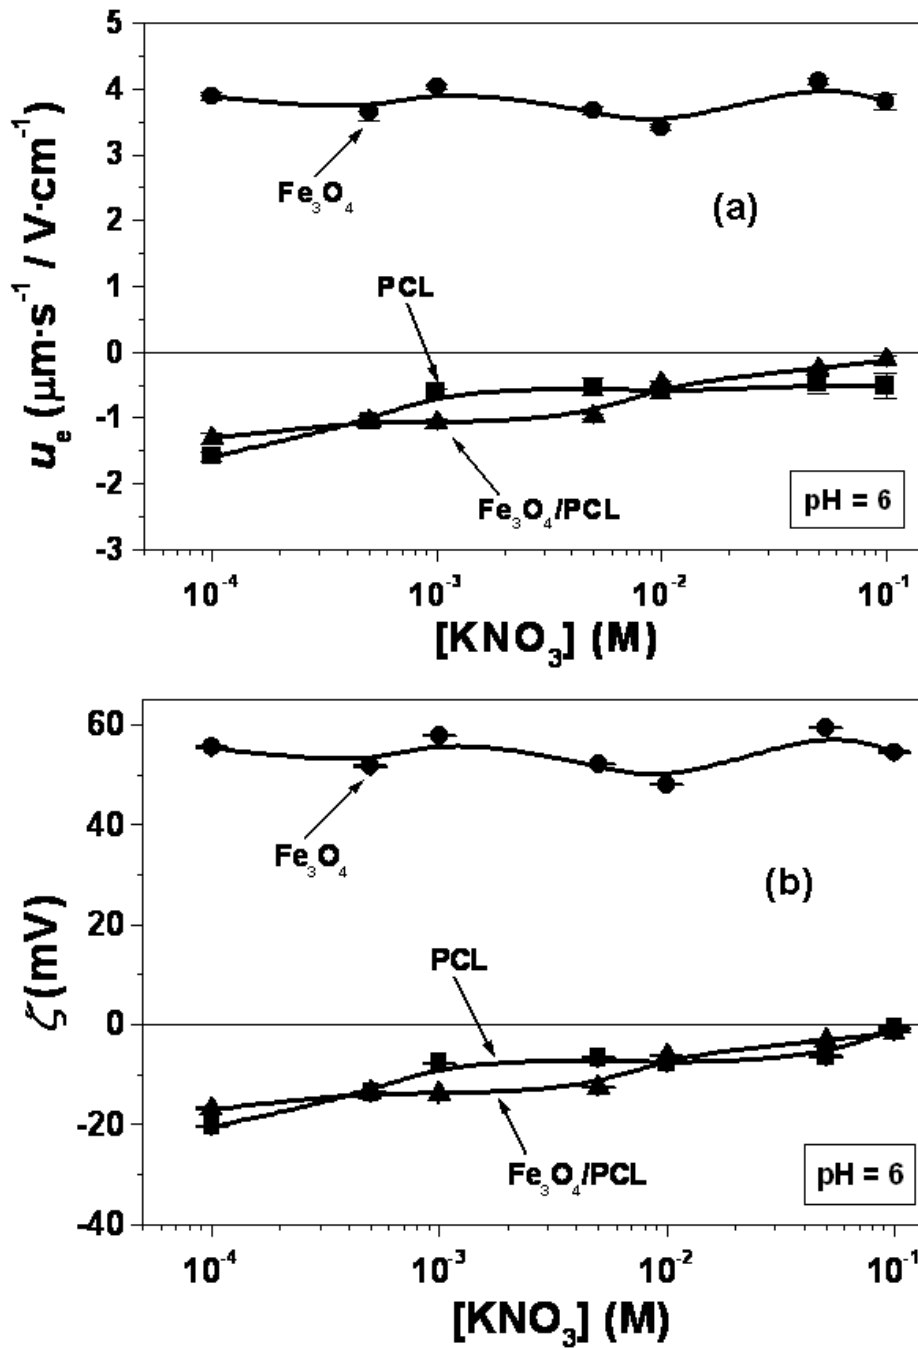 5
4
3
2
1
0
-1
-2
-3
u_e (μm·s⁻¹ / V·cm⁻¹)
Fe₃O₄
(a)
PCL
Fe₃O₄/PCL
pH = 6
10⁻⁴ 10⁻³ 10⁻² 10⁻¹
[KNO₃] (M)
60
40
20
0
-20
-40
ζ (mV)
Fe₃O₄
(b)
PCL
Fe₃O₄/PCL
pH = 6
10⁻⁴ 10⁻³ 10⁻² 10⁻¹
[KNO₃] (M)